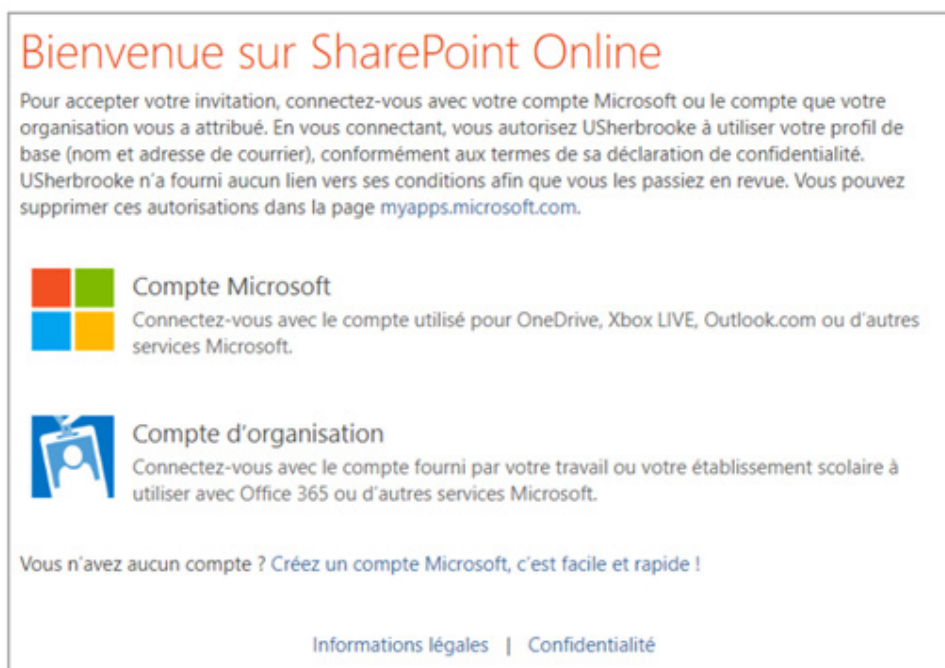 Bienvenue sur SharePoint Online
Pour accepter votre invitation, connectez-vous avec votre compte Microsoft ou le compte que votre
organisation vous a attribué. En vous connectant, vous autorisez USherbrooke à utiliser votre profil de
base (nom et adresse de courrier), conformément aux termes de sa déclaration de confidentialité.
USherbrooke n'a fourni aucun lien vers ses conditions afin que vous les passiez en revue. Vous pouvez
supprimer ces autorisations dans la page myapps.microsoft.com.
Compte Microsoft
Connectez-vous avec le compte utilisé pour OneDrive, Xbox LIVE, Outlook.com ou d'autres
services Microsoft.
Compte d'organisation
Connectez-vous avec le compte fourni par votre travail ou votre établissement scolaire à
utiliser avec Office 365 ou d'autres services Microsoft.
Vous n'avez aucun compte ? Créez un compte Microsoft, c'est facile et rapide !
Informations légales | Confidentialité